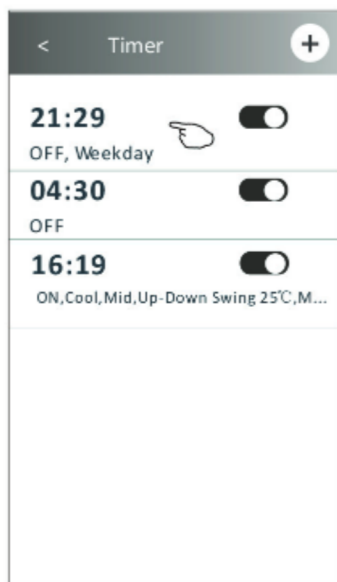 < Timer +
21:29
OFF, Weekday
04:30
OFF
16:19
ON,Cool,Mid,Up-Down Swing 25℃,M...